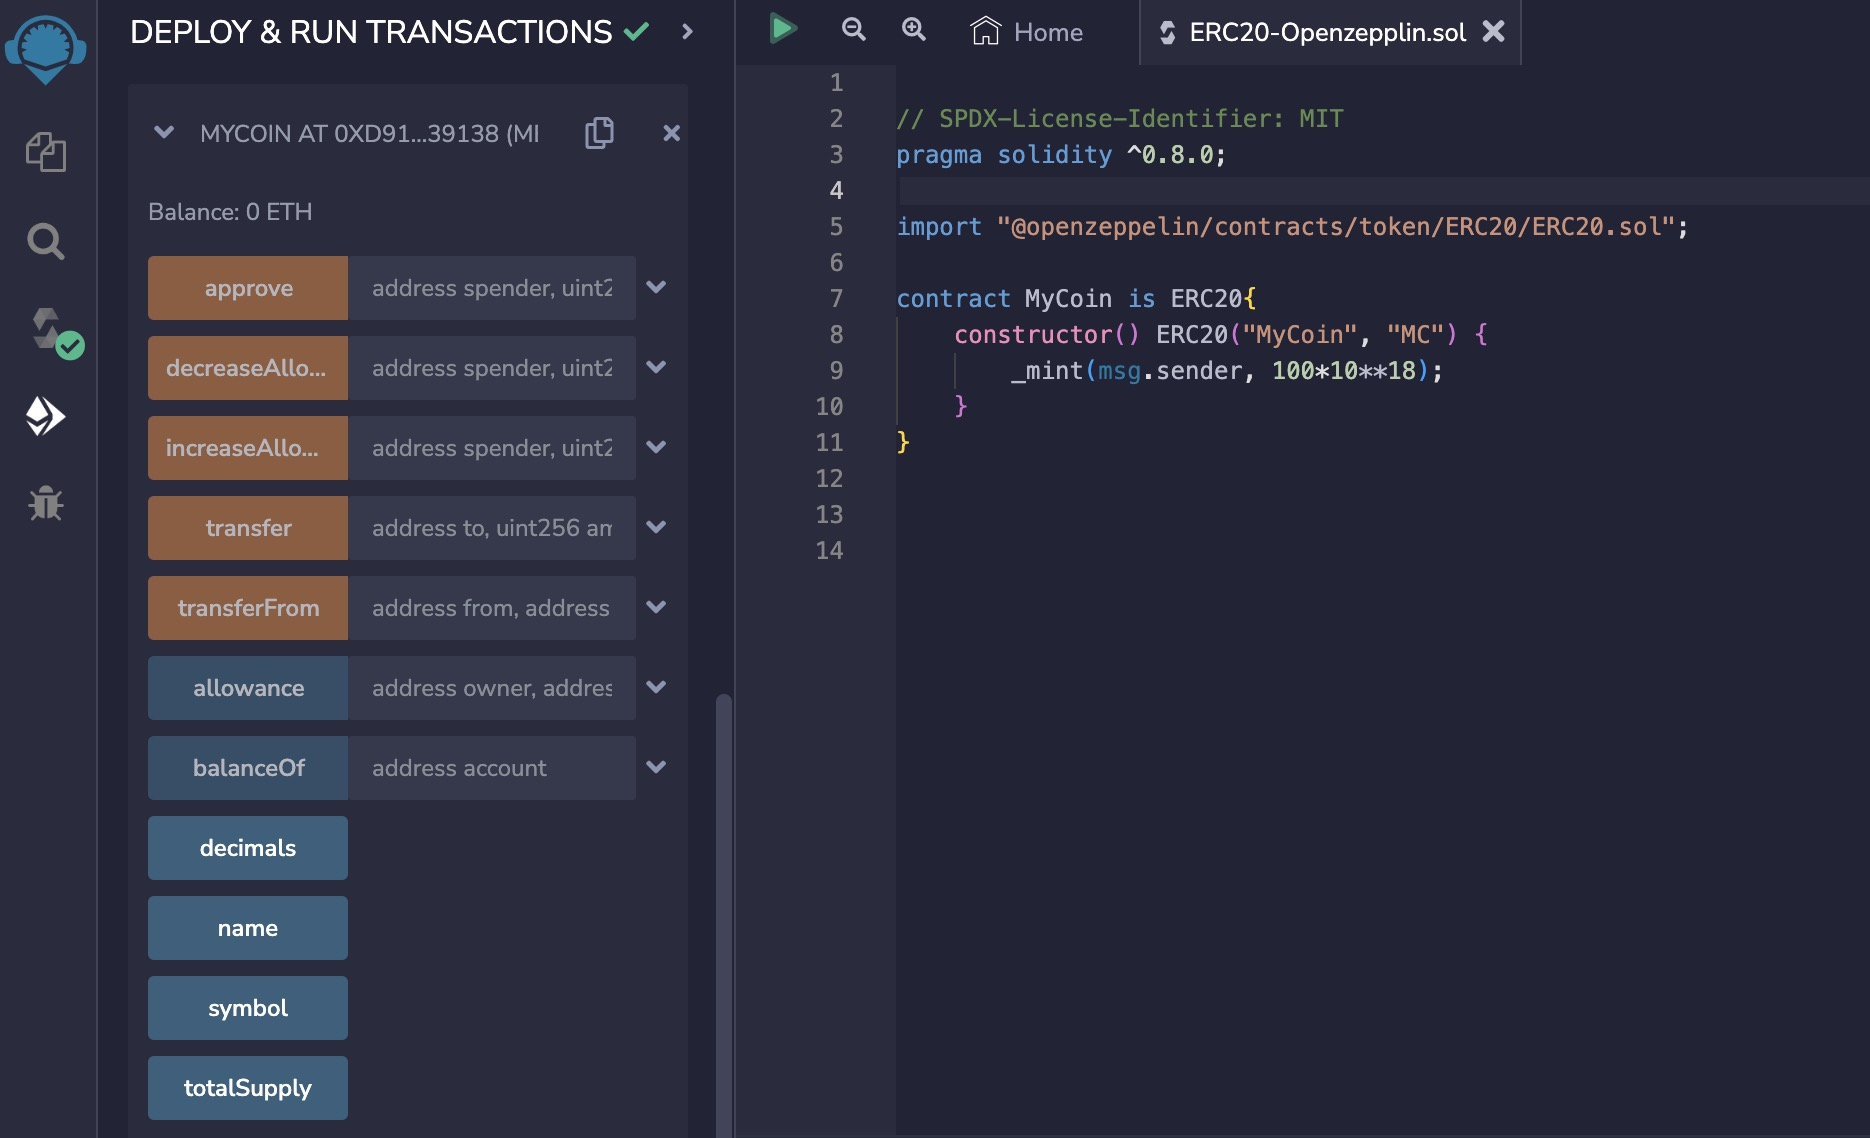 DEPLOY & RUN TRANSACTIONS
MYCOIN AT 0XD91...39138 (MI
Balance: 0 ETH
approve address spender, uint2
decreaseAllo... address spender, uint2
increaseAllo... address spender, uint2
transfer address to, uint256 am
transferFrom address from, address
allowance address owner, addres
balanceOf address account
decimals
name
symbol
totalSupply
Home
ERC20-Openzepplin.sol
1
2 // SPDX-License-Identifier: MIT
3 pragma solidity ^0.8.0;
4
5 import "@openzeppelin/contracts/token/ERC20/ERC20.sol";
6
7 contract MyCoin is ERC20{
8 constructor() ERC20("MyCoin", "MC") {
9 _mint(msg.sender, 100*10**18);
10 }
11 }
12
13
14